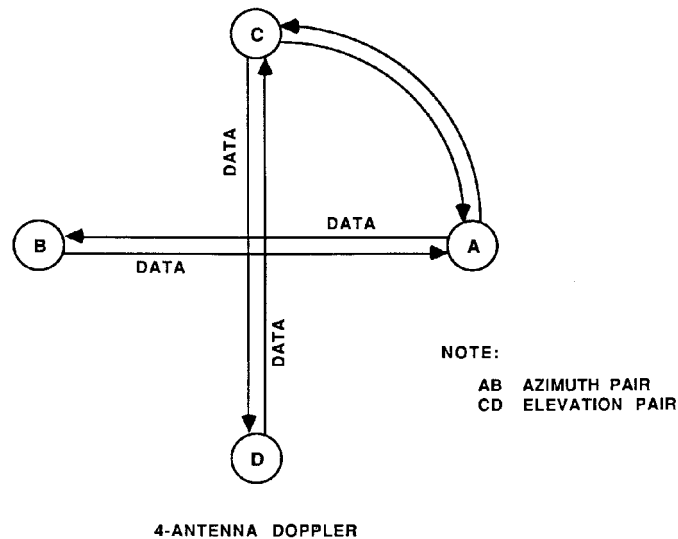 C
DATA
DATA
B
A
DATA
DATA
NOTE:
AB AZIMUTH PAIR
CD ELEVATION PAIR
D
4-ANTENNA DOPPLER